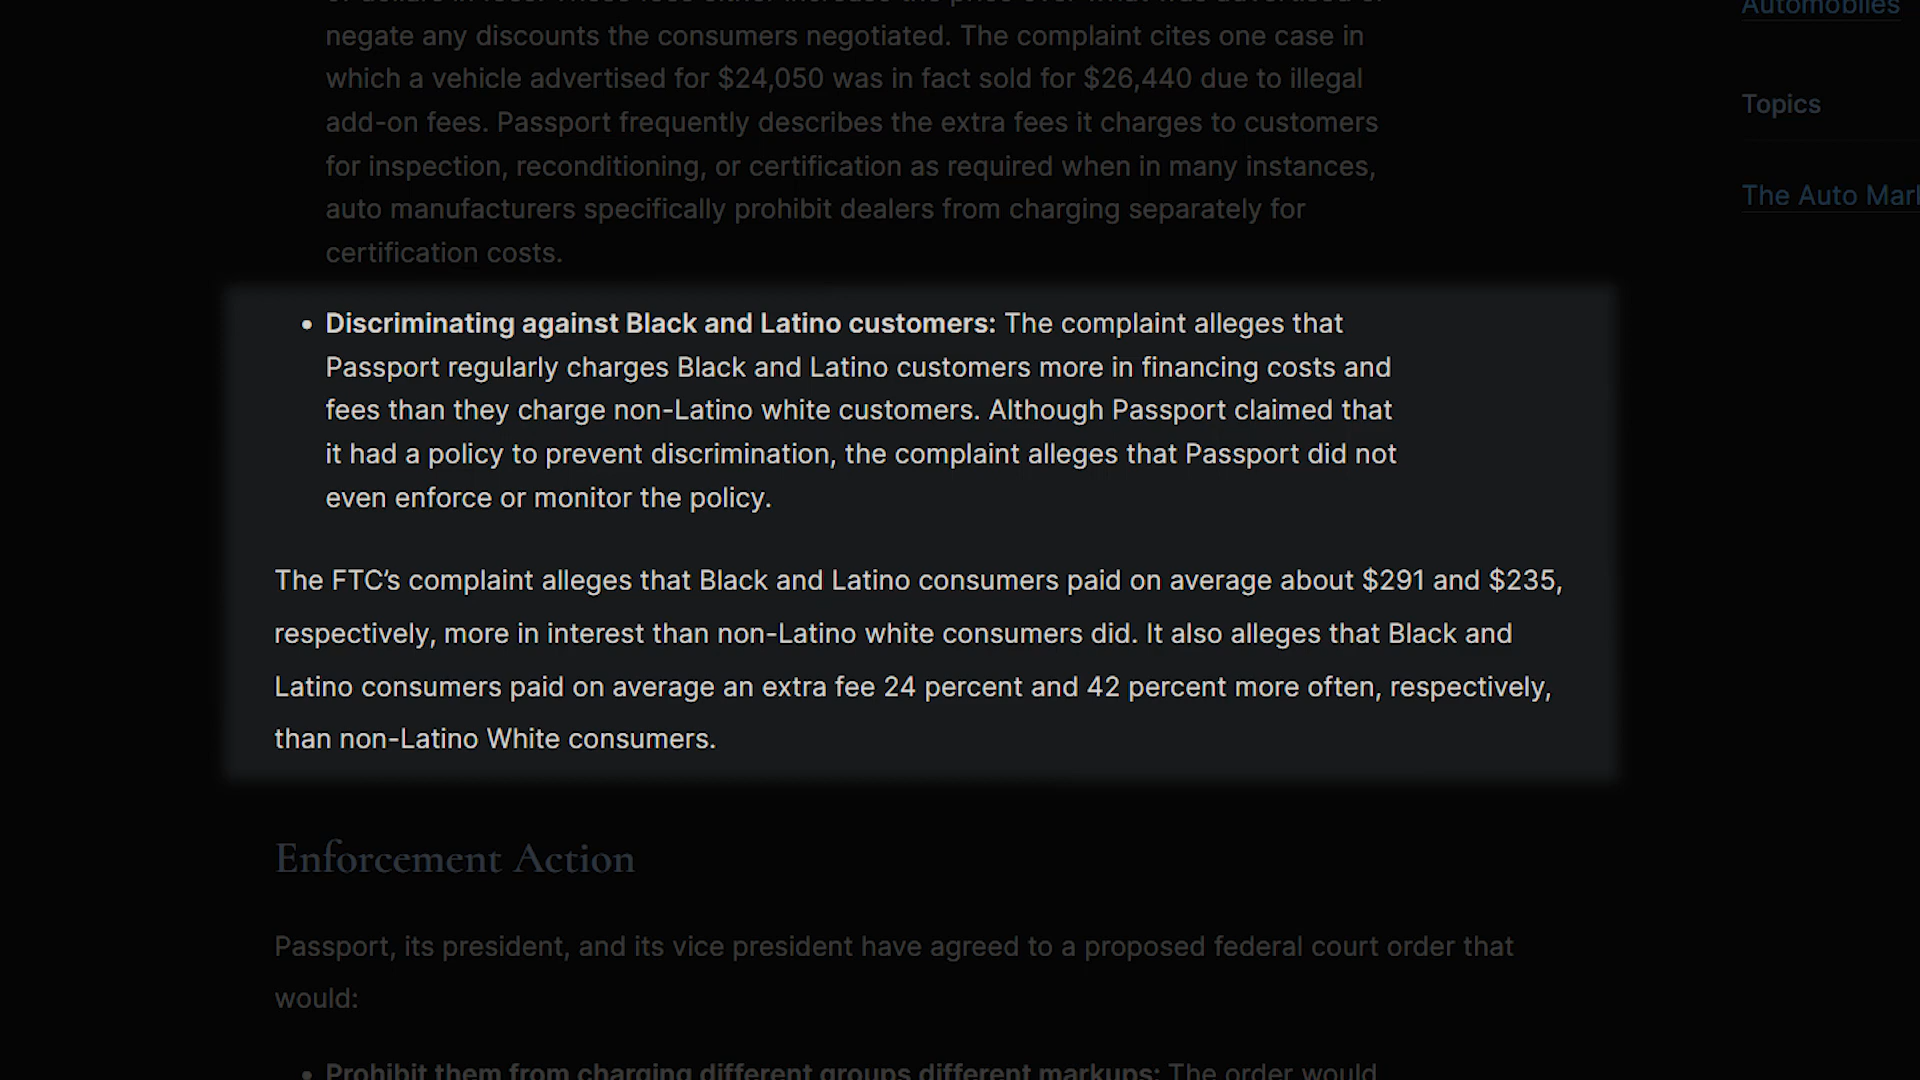 negate any discounts the consumers negotiated. The complaint cites one case in
which a vehicle advertised for $24,050 was in fact sold for $26,440 due to illegal
add-on fees. Passport frequently describes the extra fees it charges to customers
for inspection, reconditioning, or certification as required when in many instances,
auto manufacturers specifically prohibit dealers from charging separately for
certification costs.
• Discriminating against Black and Latino customers: The complaint alleges that
Passport regularly charges Black and Latino customers more in financing costs and
fees than they charge non-Latino white customers. Although Passport claimed that
it had a policy to prevent discrimination, the complaint alleges that Passport did not
even enforce or monitor the policy.
The FTC’s complaint alleges that Black and Latino consumers paid on average about $291 and $235,
respectively, more in interest than non-Latino white consumers did. It also alleges that Black and
Latino consumers paid on average an extra fee 24 percent and 42 percent more often, respectively,
than non-Latino White consumers.
Enforcement Action
Passport, its president, and its vice president have agreed to a proposed federal court order that
would:
• Prohibit them from charging different groups different markups: The order would
Automobiles
Topics
The Auto Mar